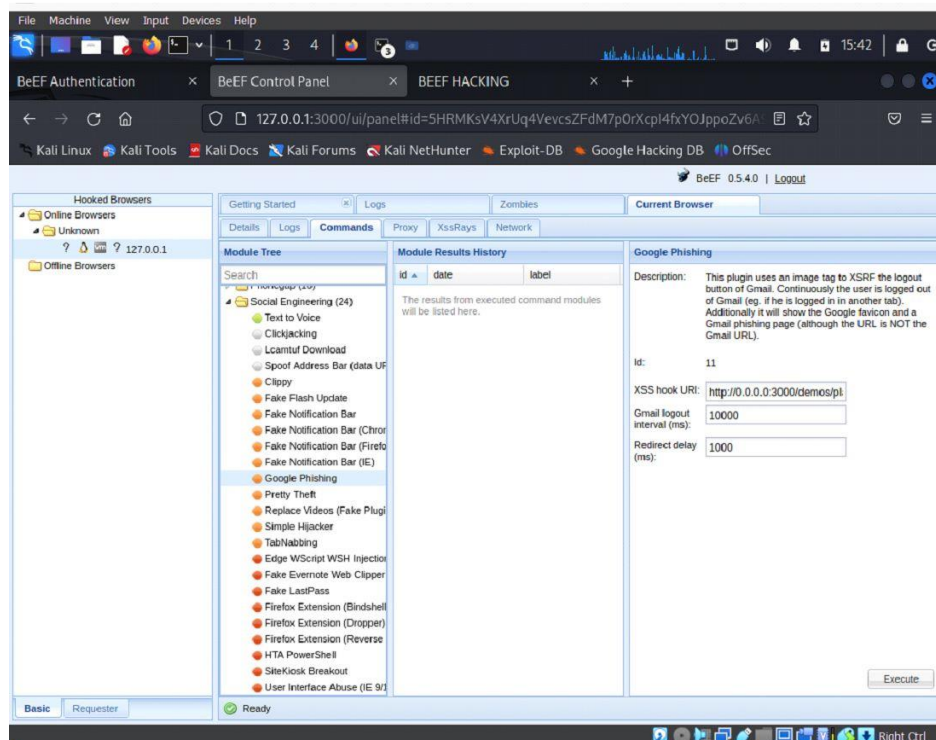 File Machine View Input Devices Help
1 2 3 4 3 15:42 G
BeEF Authentication × BeEF Control Panel × BEEF HACKING × +
127.0.0.1:3000/ui/panel#id=5HRMKsV4XrUq4VevcsZFdM7p0rXcpI4fxYOJppoZv6A
Kali Linux Kali Tools Kali Docs Kali Forums Kali NetHunter Exploit-DB Google Hacking DB OffSec
BeEF 0.5.4.0 | Logout
Hooked Browsers
Online Browsers
Unknown
? ? 127.0.0.1
Offline Browsers
Getting Started Logs Zombies Current Browser
Details Logs Commands Proxy XssRays Network
Module Tree
Search
Phonegap (16)
Social Engineering (24)
Text to Voice
Clickjacking
Lcamtuf Download
Spoof Address Bar (data UR
Clippy
Fake Flash Update
Fake Notification Bar
Fake Notification Bar (Chror
Fake Notification Bar (Firefo
Fake Notification Bar (IE)
Google Phishing
Pretty Theft
Replace Videos (Fake Plugi
Simple Hijacker
TabNabbing
Edge WScript WSH Injection
Fake Evernote Web Clipper
Fake LastPass
Firefox Extension (Bindshell
Firefox Extension (Dropper)
Firefox Extension (Reverse
HTA PowerShell
SiteKiosk Breakout
User Interface Abuse (IE 9/1
Module Results History
id date label
The results from executed command modules
will be listed here.
Google Phishing
Description: This plugin uses an image tag to XSRF the logout
button of Gmail. Continuously the user is logged out
of Gmail (eg. if he is logged in in another tab).
Additionally it will show the Google favicon and a
Gmail phishing page (although the URL is NOT the
Gmail URL).
Id: 11
XSS hook URI: http://0.0.0.0:3000/demos/pl
Gmail logout interval (ms): 10000
Redirect delay (ms): 1000
Execute
Basic Requester
Ready
Right Ctrl